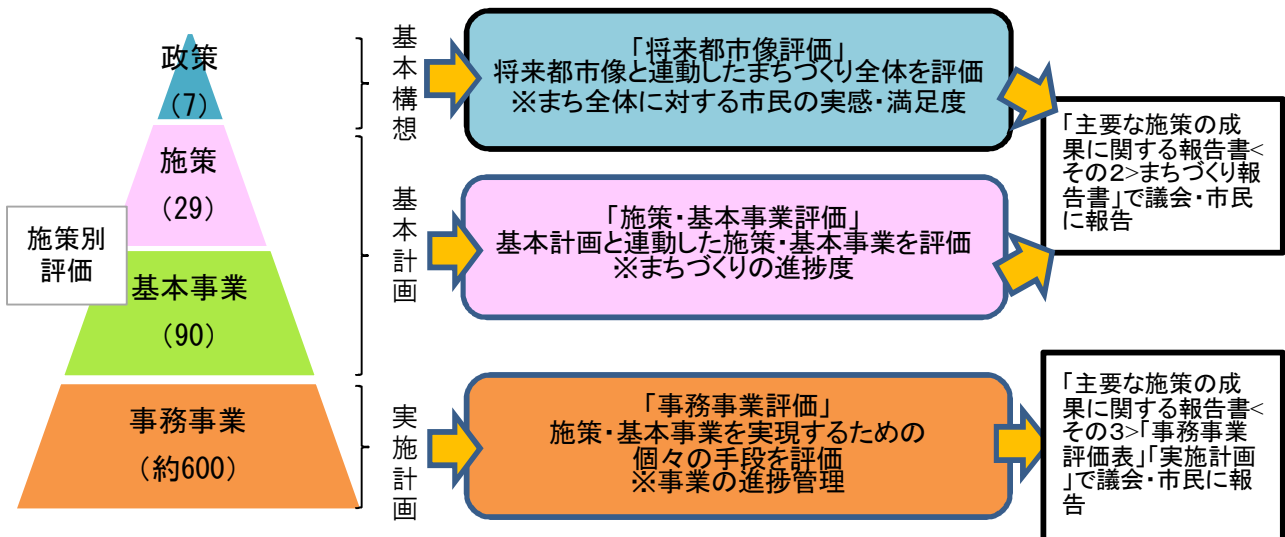 政策
(7)
施策
(29)
施策別
評価
基本事業
(90)
事務事業
(約600)
基本構想
基本計画
実施計画
「将来都市像評価」
将来都市像と連動したまちづくり全体を評価
※まち全体に対する市民の実感・満足度
「施策・基本事業評価」
基本計画と連動した施策・基本事業を評価
※まちづくりの進捗度
「事務事業評価」
施策・基本事業を実現するための
個々の手段を評価
※事業の進捗管理
「主要な施策の成
果に関する報告書<
その2>まちづくり報
告書」で議会・市民
に報告
「主要な施策の成
果に関する報告書<
その3>「事務事業
評価表」「実施計画
」で議会・市民に報
告